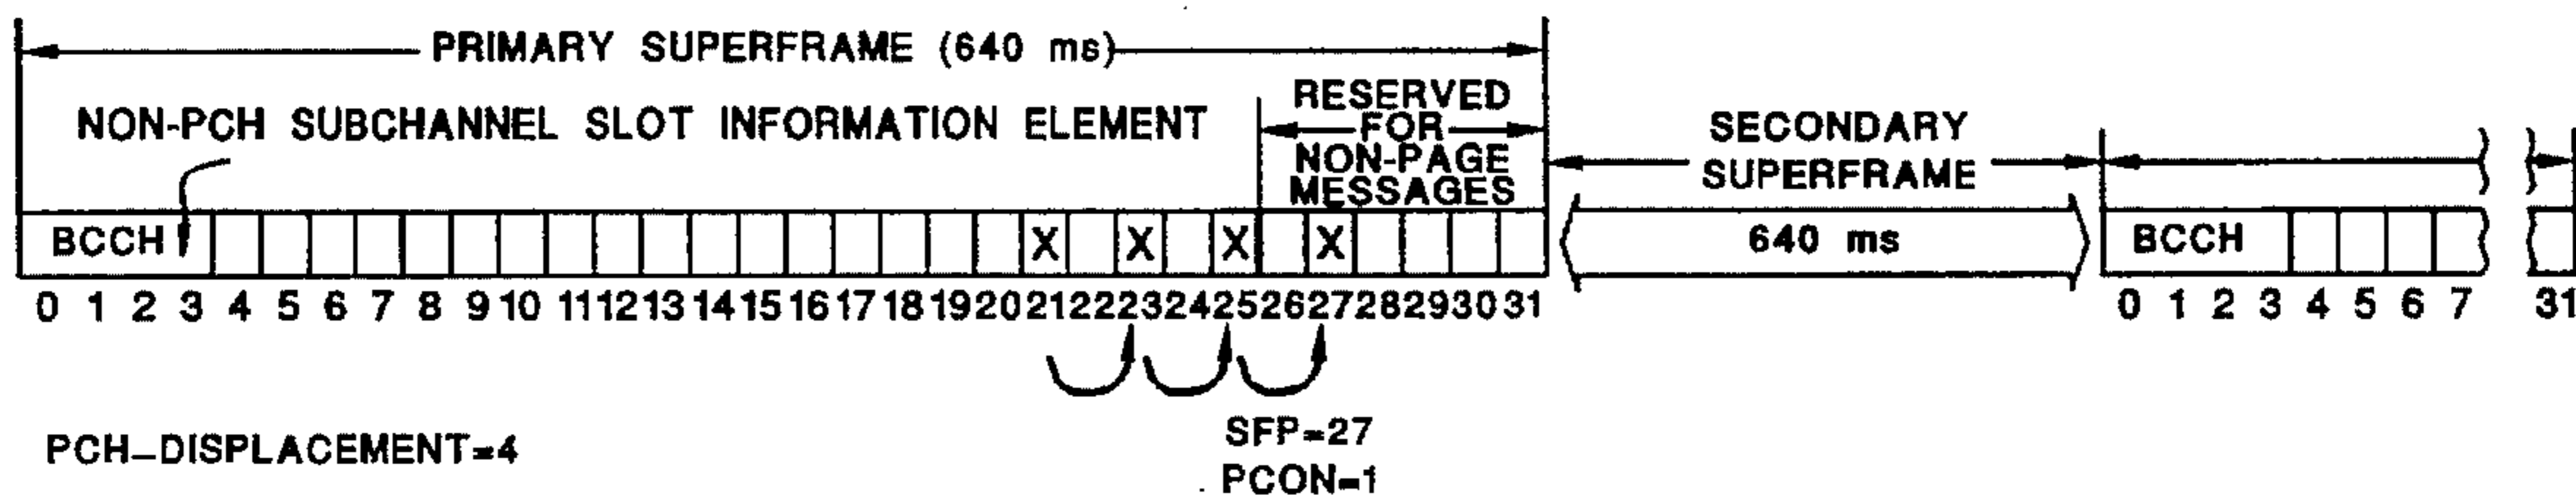 PRIMARY SUPERFRAME (640 ms)
NON-PCH SUBCHANNEL SLOT INFORMATION ELEMENT
RESERVED
FOR
NON-PAGE
MESSAGES
SECONDARY
SUPERFRAME
BCCH X X X X 640 ms BCCH
0 1 2 3 4 5 6 7 8 9 10 11 12 13 14 15 16 17 18 19 20 21 22 23 24 25 26 27 28 29 30 31 0 1 2 3 4 5 6 7 31
PCH-DISPLACEMENT=4
SFP=27
PCON=1